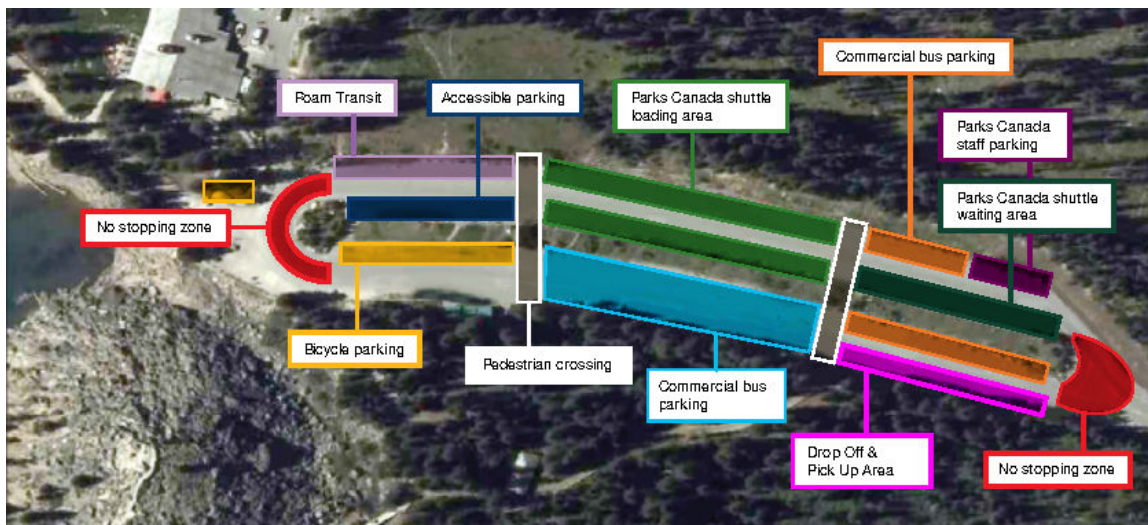 Commercial bus parking
Roam Transit
Accessible parking
Parks Canada shuttle
loading area
Parks Canada
staff parking
Parks Canada shuttle
waiting area
No stopping zone
Bicycle parking
Pedestrian crossing
Commercial bus
parking
Drop Off &
Pick Up Area
No stopping zone